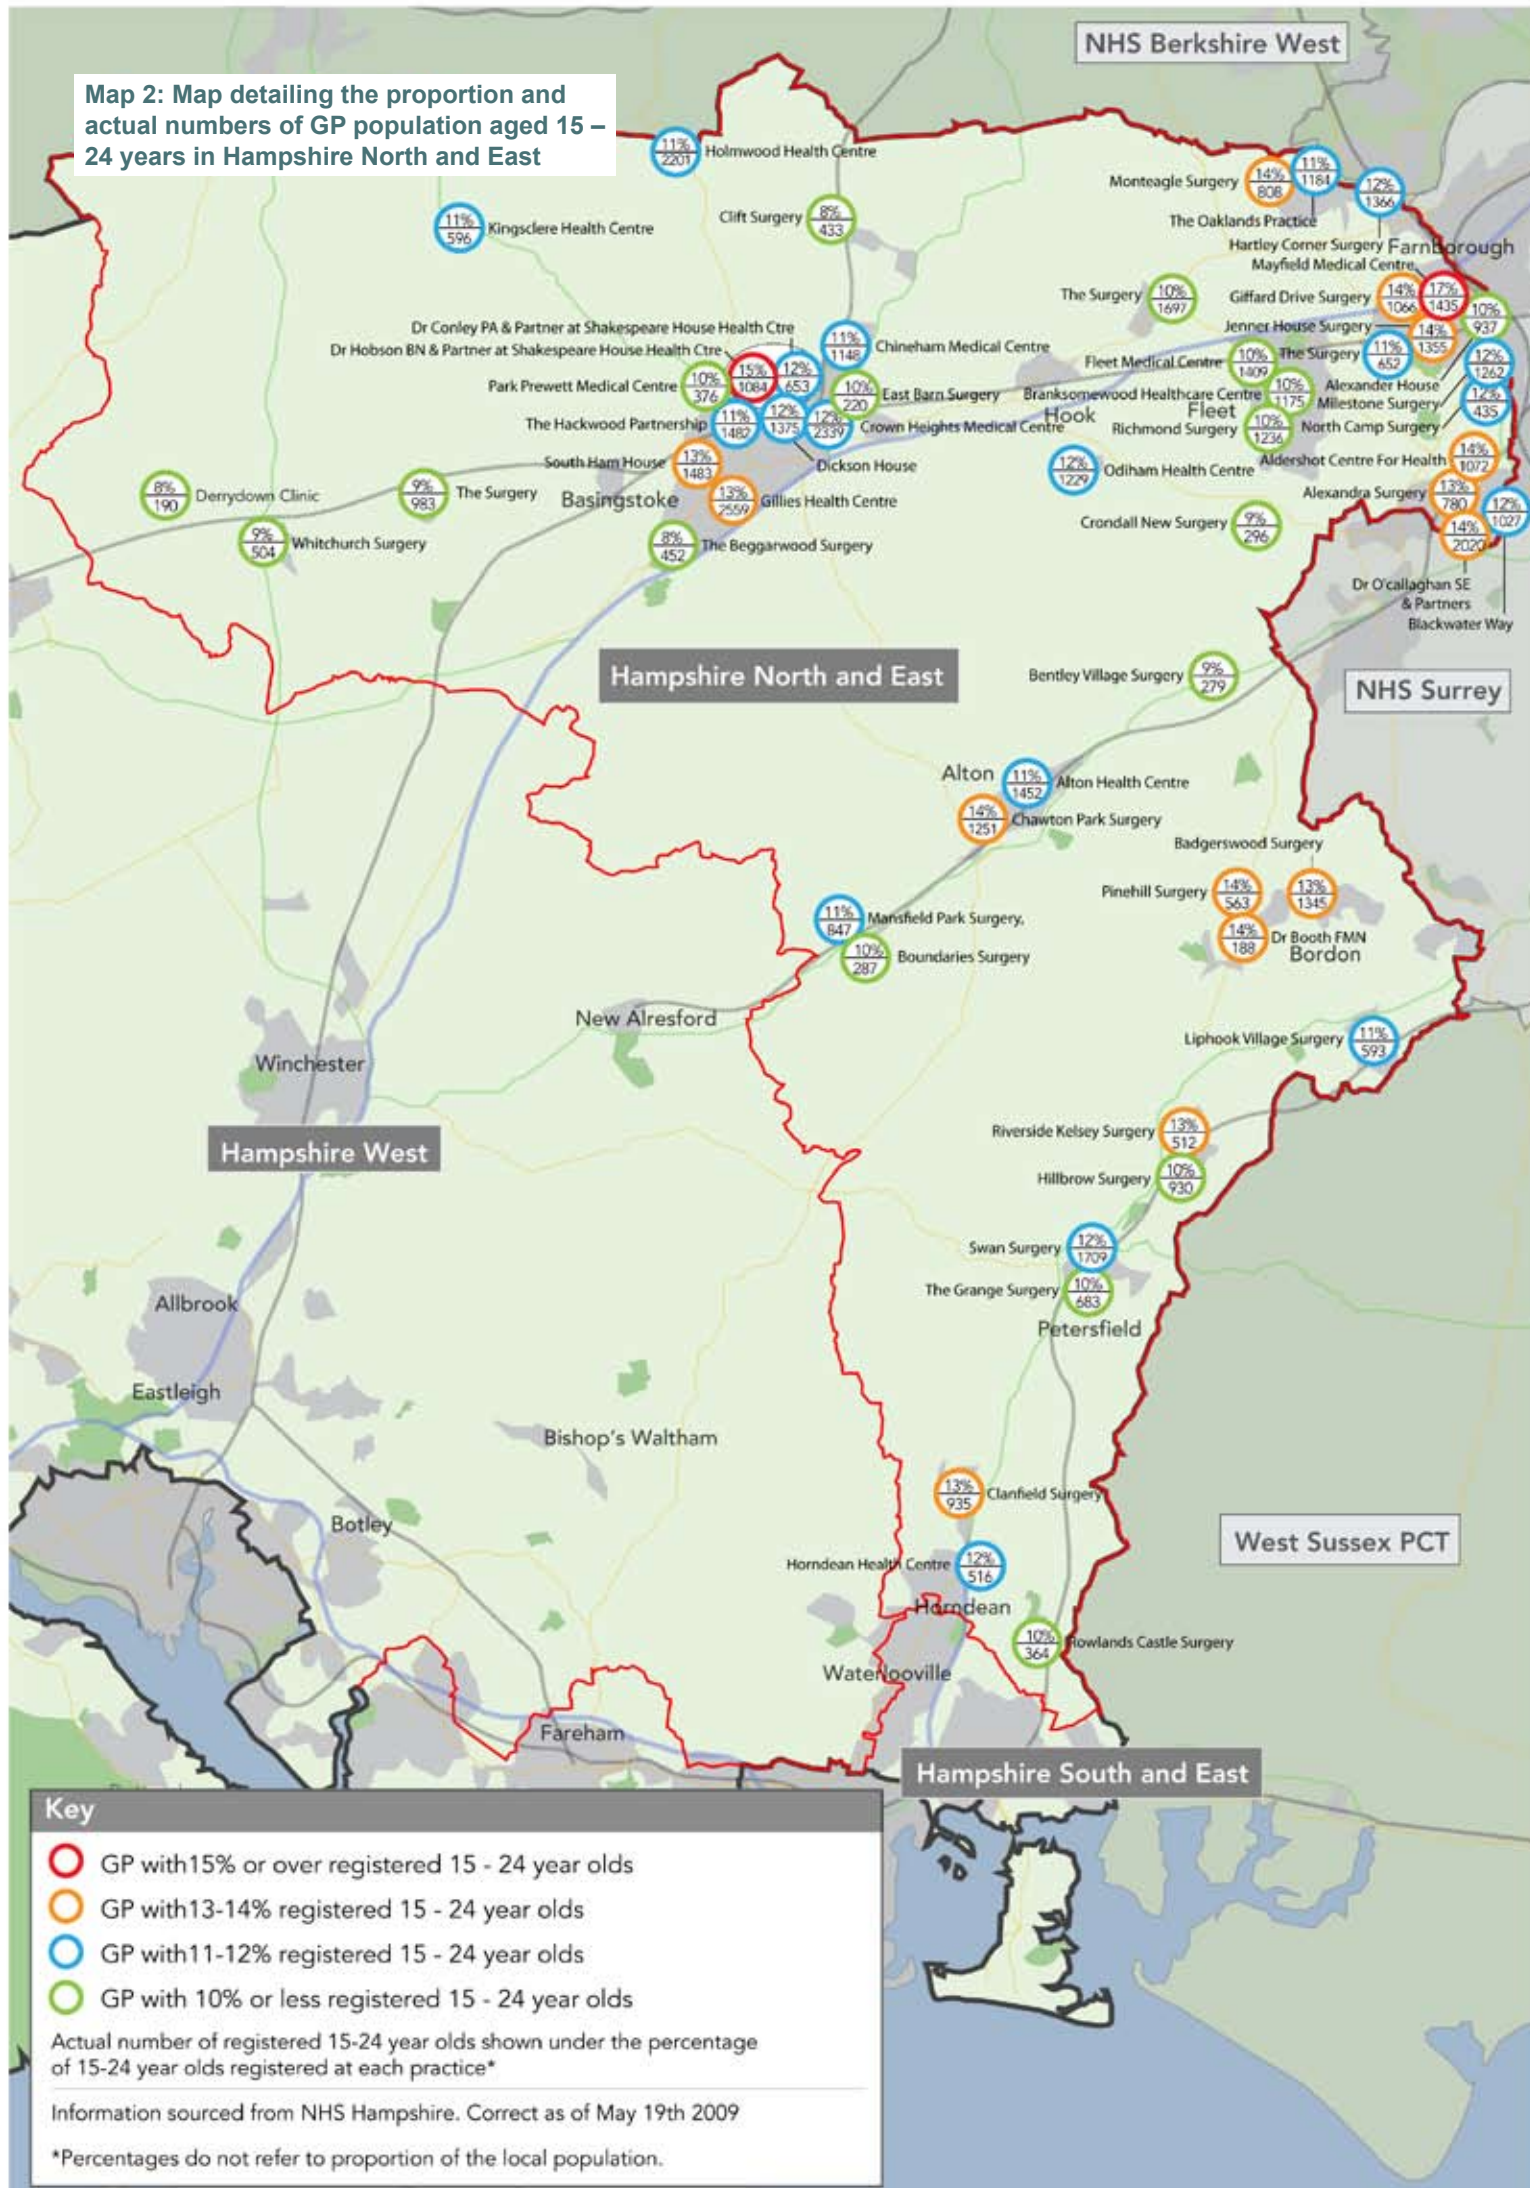 NHS Berkshire West
Map 2: Map detailing the proportion and
actual numbers of GP population aged 15 –
24 years in Hampshire North and East
11%
2201
Holmwood Health Centre
11%
596
Kingsclere Health Centre
Clift Surgery
8%
433
Monteagle Surgery
14%
808
11%
1184
The Oaklands Practice
12%
1366
Hartley Corner Surgery
Farnborough
Mayfield Medical Centre
17%
1435
Giffard Drive Surgery
14%
1066
The Surgery
10%
1697
10%
937
Jenner House Surgery
14%
1355
Dr Conley PA & Partner at Shakespeare House Health Ctre
Dr Hobson BN & Partner at Shakespeare House Health Ctre
11%
1148
Chineham Medical Centre
Fleet Medical Centre
10%
1409
The Surgery
11%
652
12%
1262
Park Prewett Medical Centre
10%
376
15%
1084
12%
653
10%
220
East Barn Surgery
Branksomewood Healthcare Centre
10%
1175
Alexander House
Milestone Surgery
12%
435
Hook
Fleet
The Hackwood Partnership
11%
1482
12%
1375
12%
2339
Crown Heights Medical Centre
Richmond Surgery
10%
1236
North Camp Surgery
Dickson House
South Ham House
13%
1483
12%
1229
Odiham Health Centre
Aldershot Centre For Health
14%
1072
8%
190
Derrydown Clinic
9%
983
The Surgery
Basingstoke
13%
2559
Gillies Health Centre
Alexandra Surgery
13%
780
12%
1027
Crondall New Surgery
9%
296
14%
2020
9%
504
Whitchurch Surgery
8%
452
The Beggarwood Surgery
Dr O'callaghan SE
& Partners
Blackwater Way
Hampshire North and East
Bentley Village Surgery
9%
279
NHS Surrey
Alton
11%
1452
Alton Health Centre
14%
1251
Chawton Park Surgery
Badgerswood Surgery
Pinehill Surgery
14%
563
13%
1345
11%
847
Mansfield Park Surgery,
14%
188
Dr Booth FMN
Bordon
10%
287
Boundaries Surgery
New Alresford
Liphook Village Surgery
11%
593
Winchester
Riverside Kelsey Surgery
13%
512
Hampshire West
Hillbrow Surgery
10%
930
Swan Surgery
12%
1709
The Grange Surgery
10%
683
Allbrook
Petersfield
Eastleigh
Bishop's Waltham
13%
935
Clanfield Surgery
Botley
West Sussex PCT
Horndean Health Centre
12%
516
Horndean
10%
364
Rowlands Castle Surgery
Waterlooville
Fareham
Hampshire South and East
Key
GP with15% or over registered 15 - 24 year olds
GP with13-14% registered 15 - 24 year olds
GP with11-12% registered 15 - 24 year olds
GP with 10% or less registered 15 - 24 year olds
Actual number of registered 15-24 year olds shown under the percentage
of 15-24 year olds registered at each practice*
Information sourced from NHS Hampshire. Correct as of May 19th 2009
*Percentages do not refer to proportion of the local population.